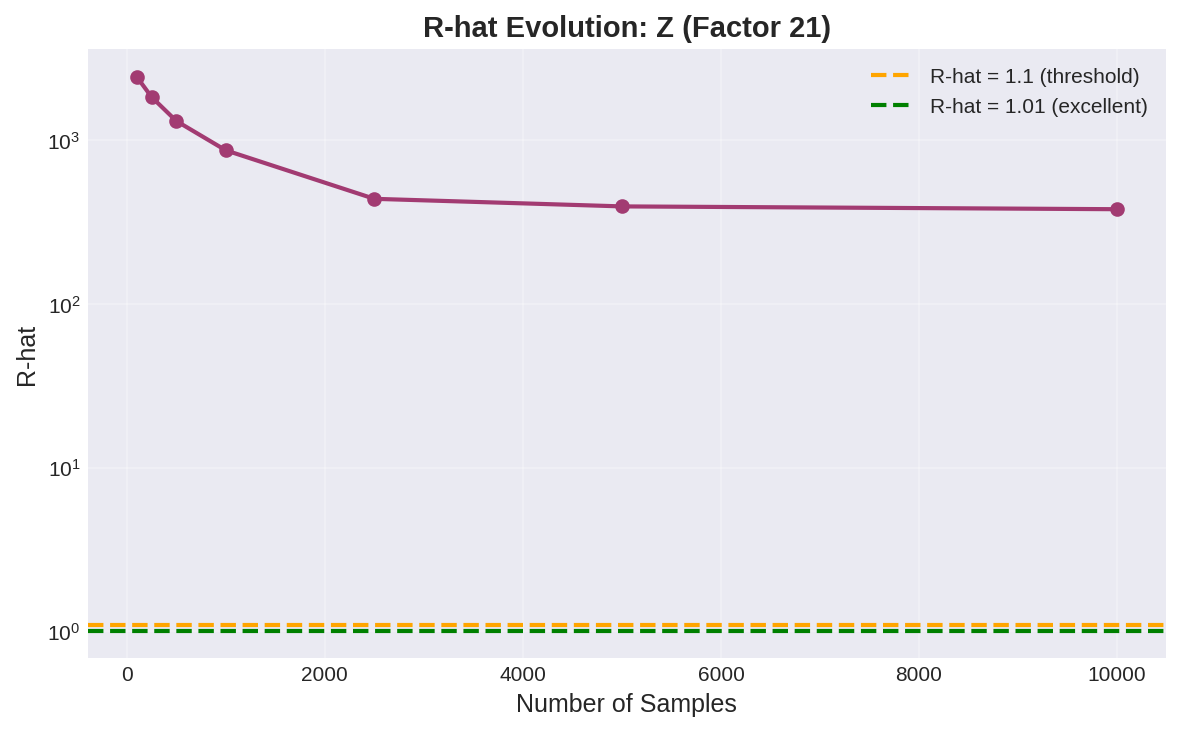 R-hat Evolution: Z (Factor 21)
R-hat = 1.1 (threshold)
R-hat = 1.01 (excellent)
10³
10²
10¹
10⁰
R-hat
0 2000 4000 6000 8000 10000
Number of Samples